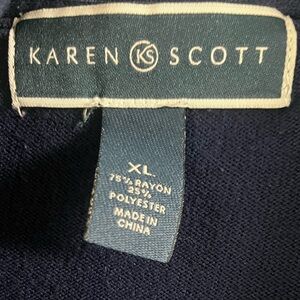 KAREN KS SCOTT
XL
75% RAYON
25%
POLYESTER
MADE IN
CHINA